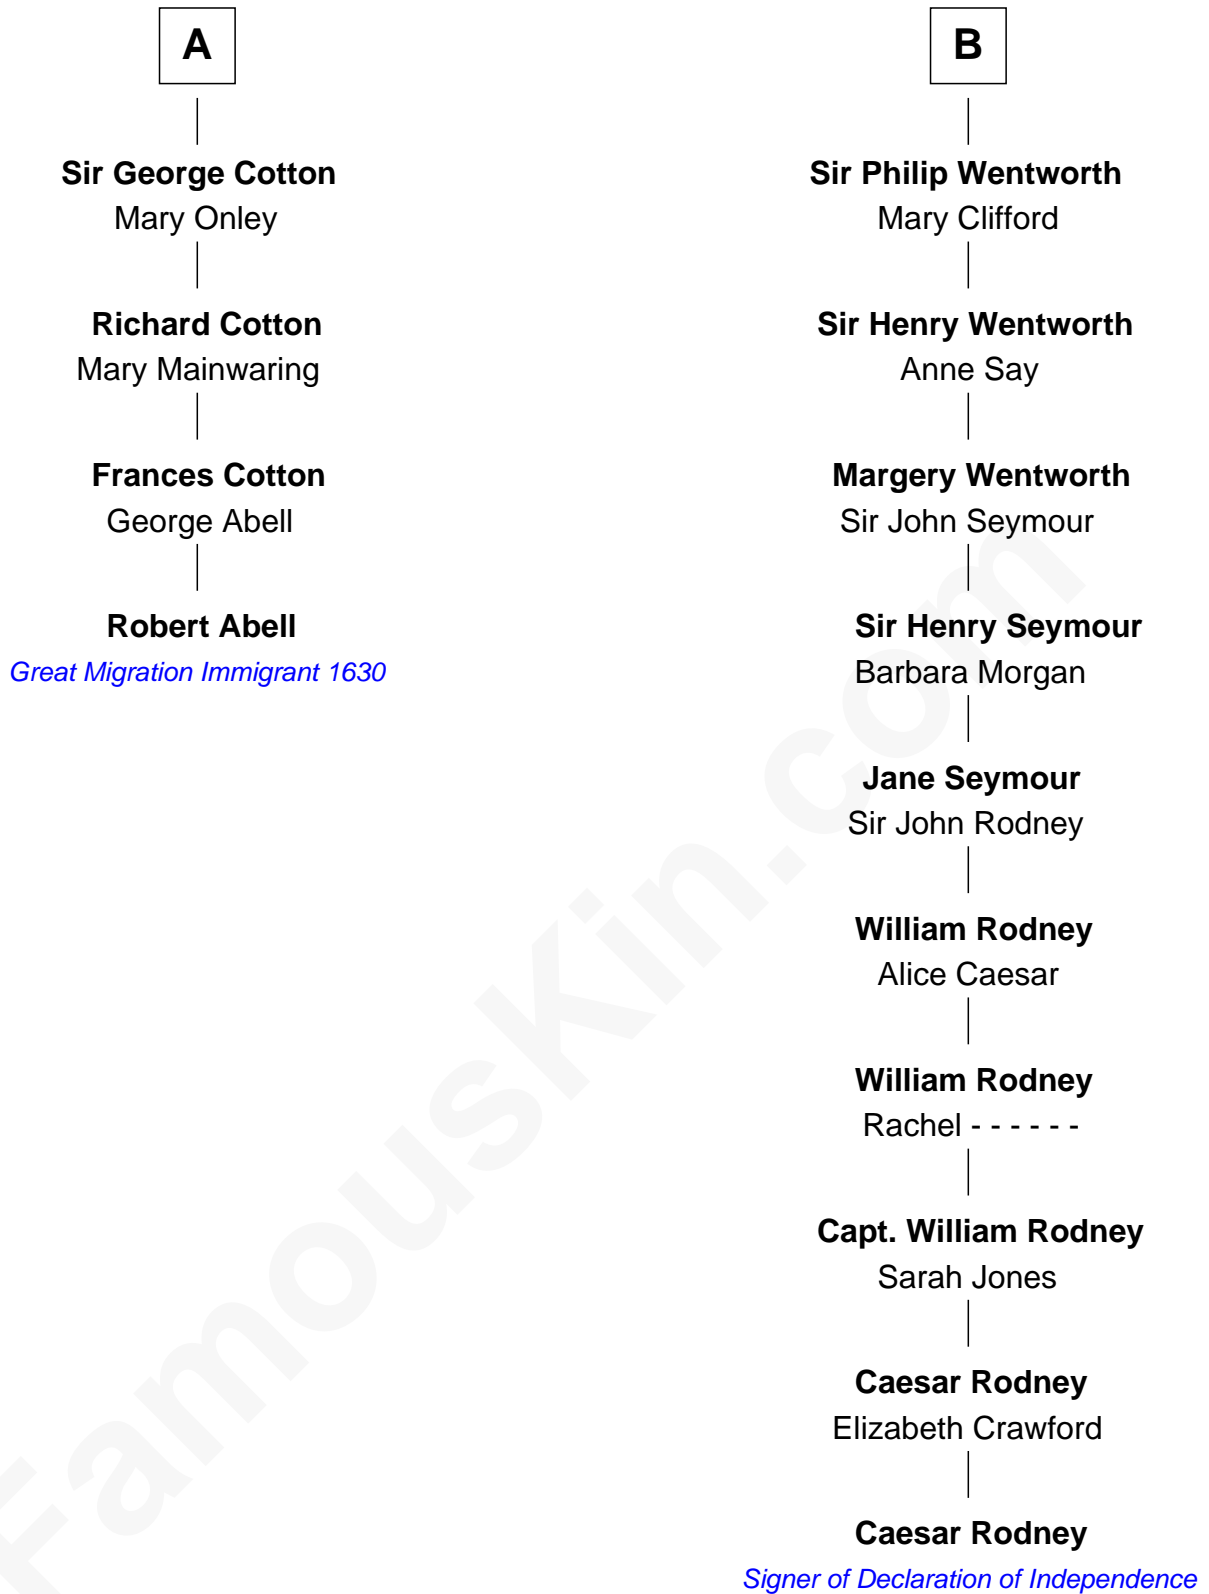 A
Sir George Cotton
Mary Onley
Richard Cotton
Mary Mainwaring
Frances Cotton
George Abell
Robert Abell
Great Migration Immigrant 1630
B
Sir Philip Wentworth
Mary Clifford
Sir Henry Wentworth
Anne Say
Margery Wentworth
Sir John Seymour
Sir Henry Seymour
Barbara Morgan
Jane Seymour
Sir John Rodney
William Rodney
Alice Caesar
William Rodney
Rachel - - - - - -
Capt. William Rodney
Sarah Jones
Caesar Rodney
Elizabeth Crawford
Caesar Rodney
Signer of Declaration of Independence
FamousKin.com